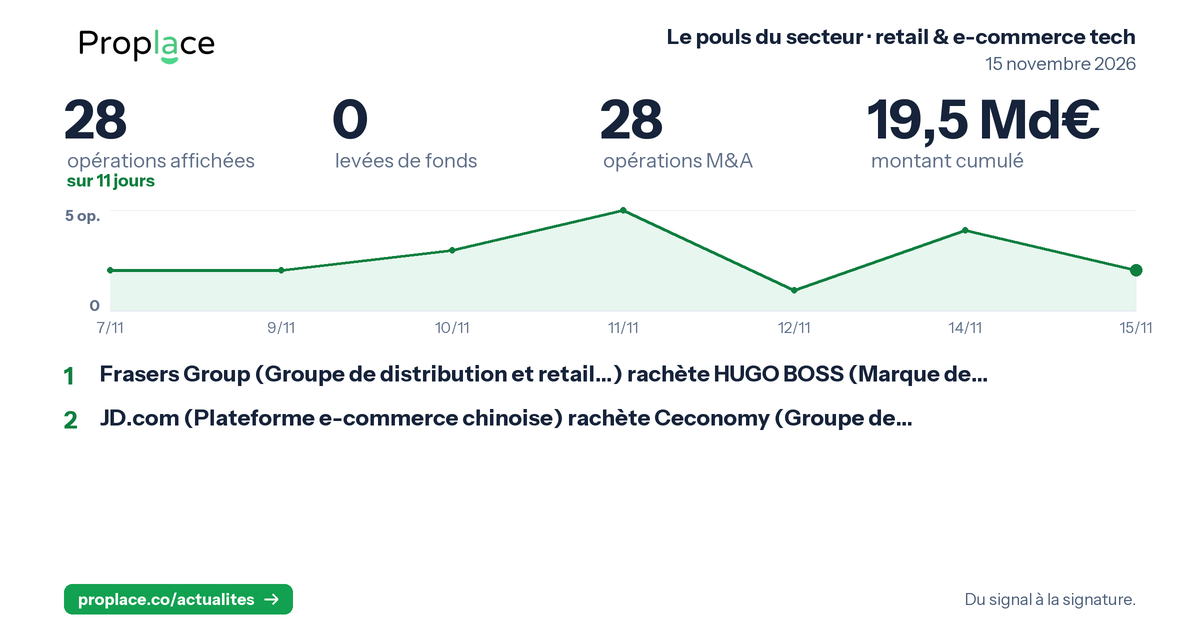 Proplace
Le pouls du secteur · retail & e-commerce tech
15 novembre 2026
28
opérations affichées
sur 11 jours
0
levées de fonds
28
opérations M&A
19,5 Md€
montant cumulé
5 op.
0
7/11 9/11 10/11 11/11 12/11 14/11 15/11
1 Frasers Group (Groupe de distribution et retail...) rachète HUGO BOSS (Marque de...
2 JD.com (Plateforme e-commerce chinoise) rachète Ceconomy (Groupe de...
proplace.co/actualites →
Du signal à la signature.